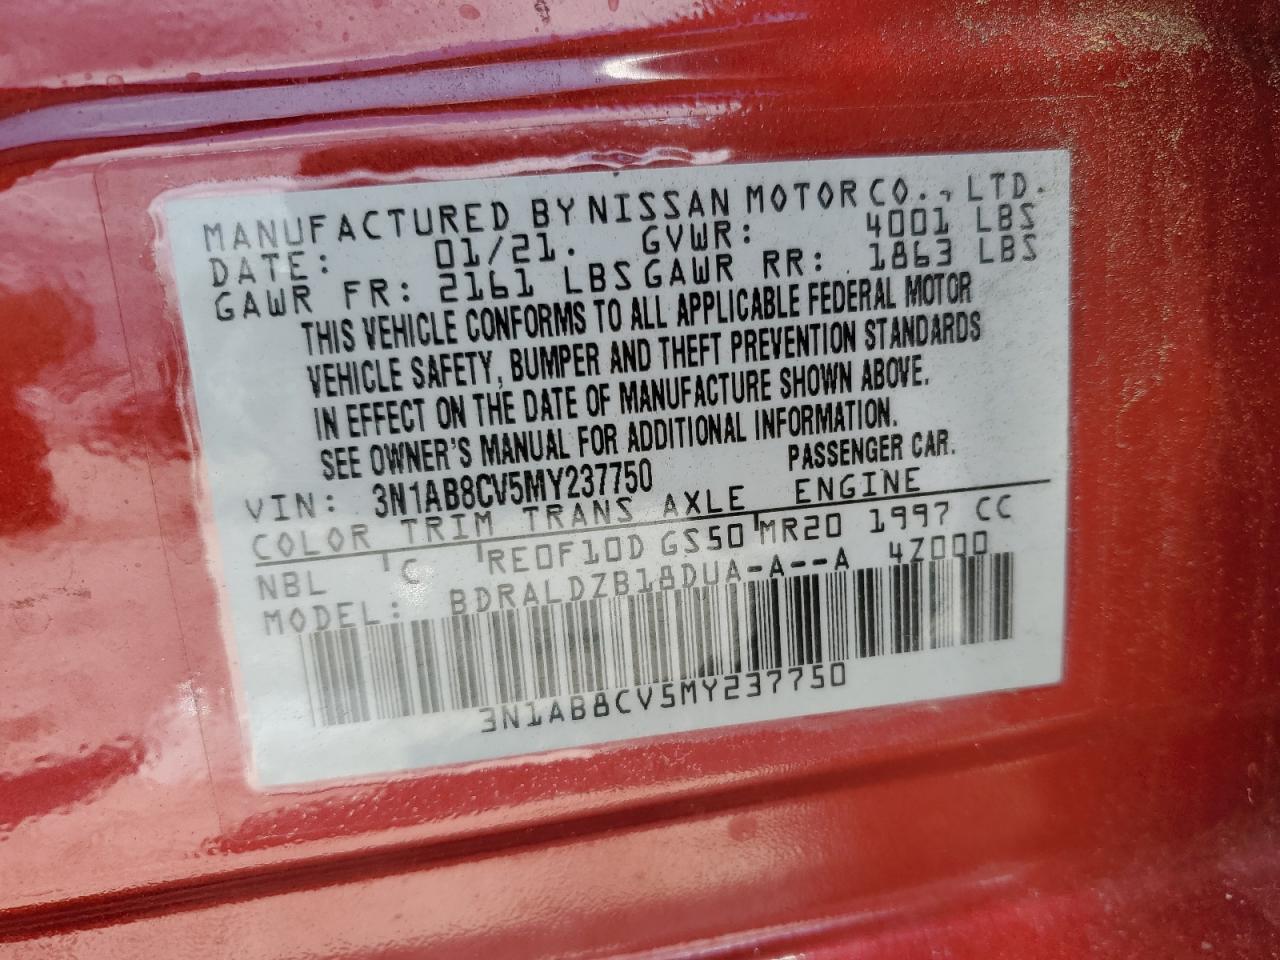 MANUFACTURED BY NISSAN MOTOR CO., LTD.
DATE: 01/21. GVWR: 4001 LBS
GAWR FR: 2161 LBS GAWR RR: 1863 LBS
THIS VEHICLE CONFORMS TO ALL APPLICABLE FEDERAL MOTOR
VEHICLE SAFETY, BUMPER AND THEFT PREVENTION STANDARDS
IN EFFECT ON THE DATE OF MANUFACTURE SHOWN ABOVE.
SEE OWNER'S MANUAL FOR ADDITIONAL INFORMATION.
VIN: 3N1AB8CV5MY237750 PASSENGER CAR.
COLOR TRIM TRANS AXLE ENGINE
NBL C RE0F10D GS50 MR20 1997 CC
MODEL: BDRALDZB18DUA-A--A 4Z000
3N1AB8CV5MY237750